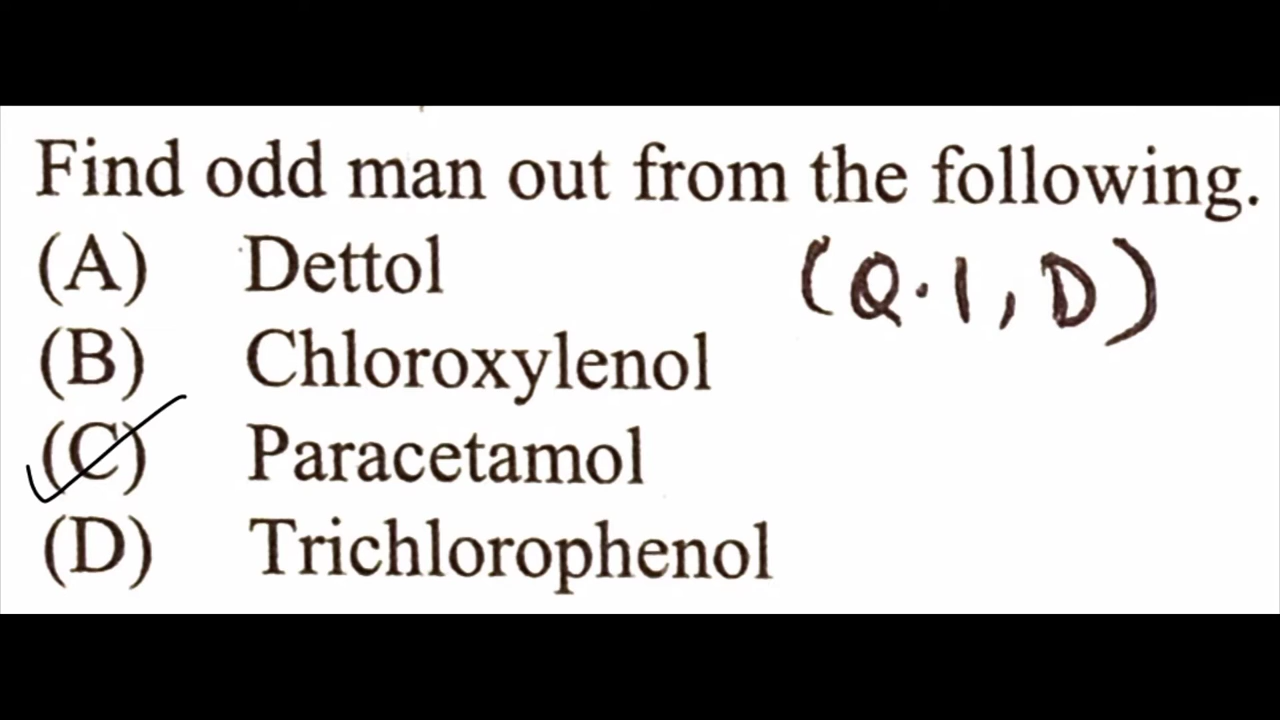 Find odd man out from the following.
(A) Dettol (Q.1, D)
(B) Chloroxylenol
(C) Paracetamol
(D) Trichlorophenol